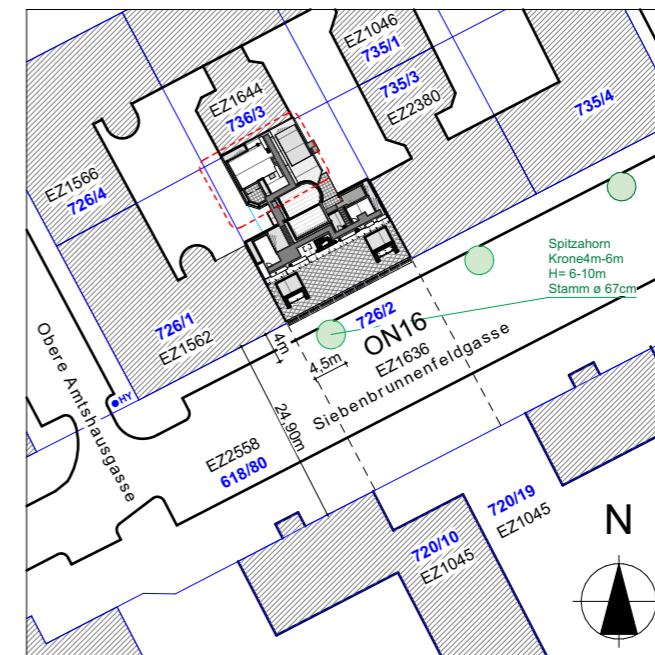 EZ1046
735/1
735/3
EZ2380
735/4
EZ1644
736/3
EZ1566
726/4
Spitzahorn
Krone4m-6m
H= 6-10m
Stamm ø 67cm
726/1
EZ1562
726/2
ON16
EZ1636
4m
4,5m
Siebenbrunnenfeldgasse
Obere Amtshausgasse
HY
24.90m
EZ2558
618/80
720/19
EZ1045
720/10
EZ1045
N